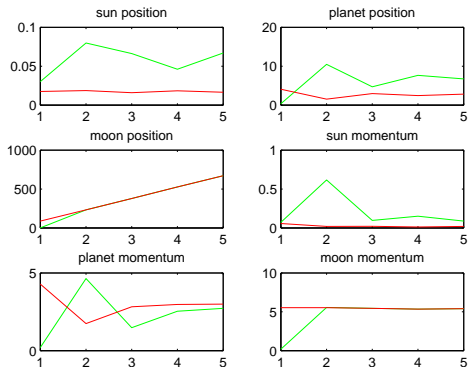 sun position
0.1
0.05
0
1 2 3 4 5
planet position
20
10
0
1 2 3 4 5
moon position
1000
500
0
1 2 3 4 5
sun momentum
1
0.5
0
1 2 3 4 5
planet momentum
5
0
1 2 3 4 5
moon momentum
10
5
0
1 2 3 4 5